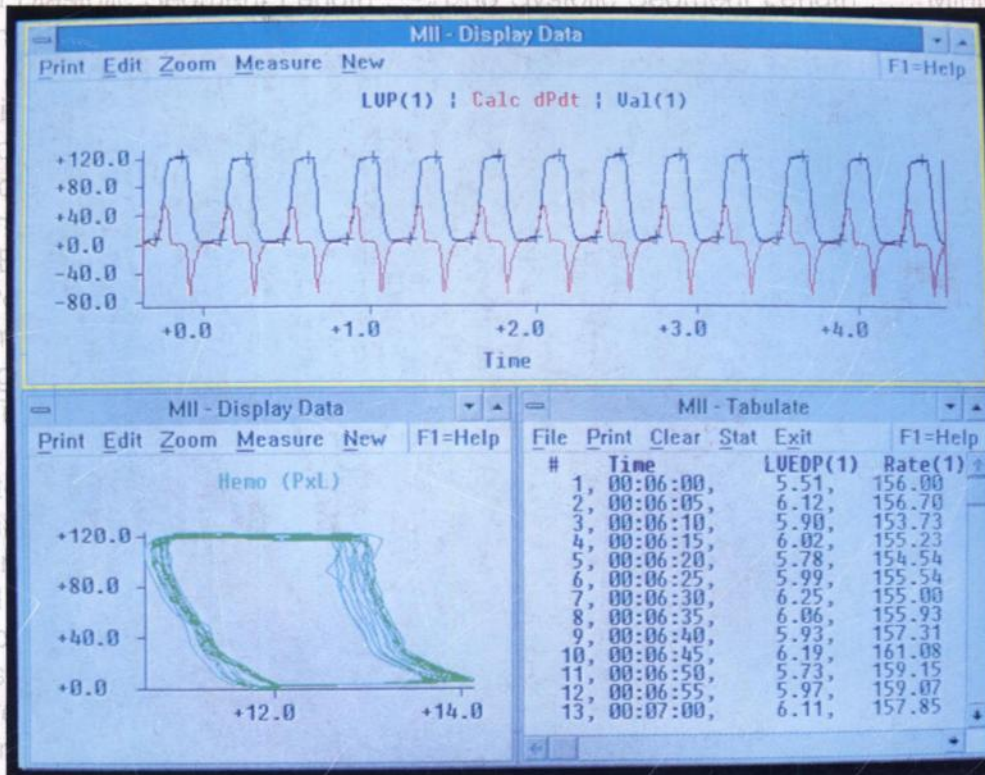 MII - Display Data
Print Edit Zoom Measure New F1=Help
LVP(1) | Calc dPdt | Val(1)
+120.0
+80.0
+40.0
+0.0
-40.0
-80.0
+0.0 +1.0 +2.0 +3.0 +4.0
Time
MII - Display Data
Print Edit Zoom Measure New F1=Help
Hemo (PxL)
+120.0
+80.0
+40.0
+0.0
+12.0 +14.0
MII - Tabulate
File Print Clear Stat Exit F1=Help
# Time LVEDP(1) Rate(1)
1, 00:06:00, 5.51, 156.00
2, 00:06:05, 6.12, 156.70
3, 00:06:10, 5.90, 153.73
4, 00:06:15, 6.02, 155.23
5, 00:06:20, 5.78, 154.54
6, 00:06:25, 5.99, 155.54
7, 00:06:30, 6.25, 155.00
8, 00:06:35, 6.06, 155.93
9, 00:06:40, 5.93, 157.31
10, 00:06:45, 6.19, 161.08
11, 00:06:50, 5.73, 159.15
12, 00:06:55, 5.97, 159.07
13, 00:07:00, 6.11, 157.85